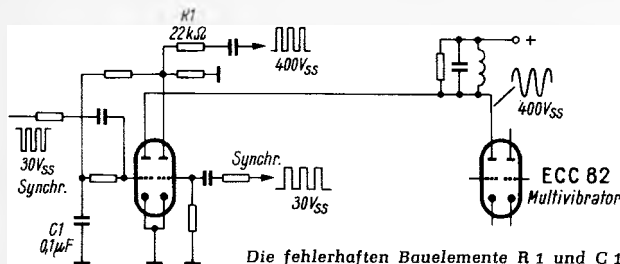 R1
22kΩ
400Vss
+
400Vss
30Vss
Synchr.
Synchr.
30Vss
ECC 82
Multivibrator
C1
0,1µF
Die fehlerhaften Bauelemente R 1 und C 1